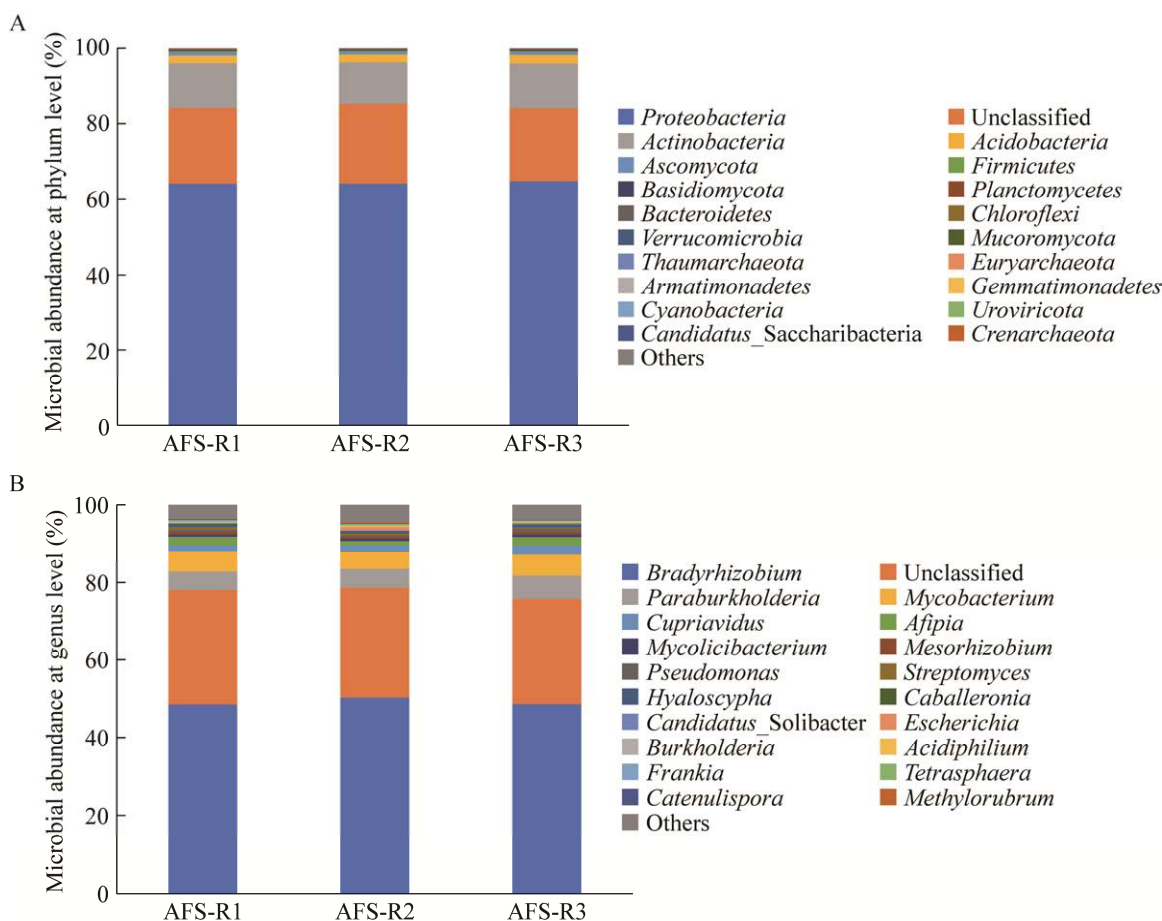 A
Microbial abundance at phylum level (%)
100
80
60
40
20
0
AFS-R1 AFS-R2 AFS-R3
Proteobacteria Unclassified
Actinobacteria Acidobacteria
Ascomycota Firmicutes
Basidiomycota Planctomycetes
Bacteroidetes Chloroflexi
Verrucomicrobia Mucoromycota
Thaumarchaeota Euryarchaeota
Armatimonadetes Gemmatimonadetes
Cyanobacteria Uroviricota
Candidatus_Saccharibacteria Crenarchaeota
Others
B
Microbial abundance at genus level (%)
100
80
60
40
20
0
AFS-R1 AFS-R2 AFS-R3
Bradyrhizobium Unclassified
Paraburkholderia Mycobacterium
Cupriavidus Afipia
Mycolicibacterium Mesorhizobium
Pseudomonas Streptomyces
Hyaloscypha Caballeronia
Candidatus_Solibacter Escherichia
Burkholderia Acidiphilium
Frankia Tetrasphaera
Catenulispora Methylorubrum
Others